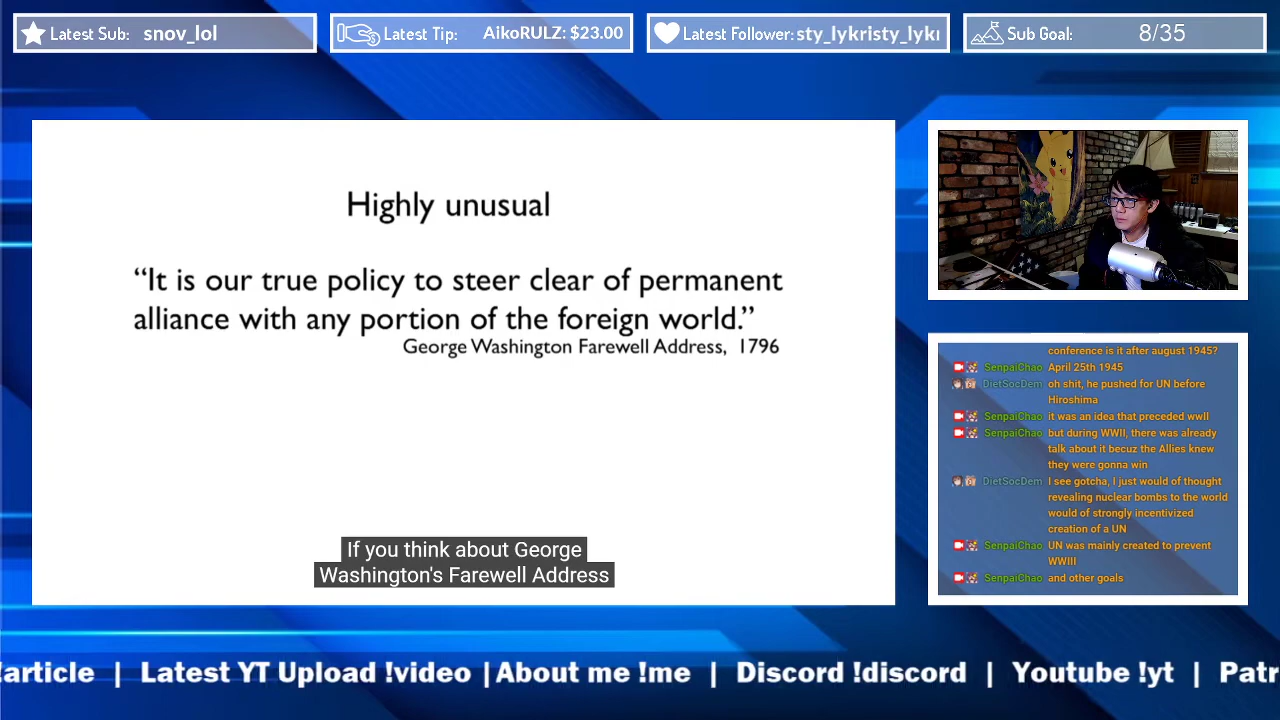 Latest Sub: snov_lol
Latest Tip: AikoRULZ: $23.00
Latest Follower: sty_lykristy_lykı
Sub Goal: 8/35
Highly unusual
“It is our true policy to steer clear of permanent
alliance with any portion of the foreign world.”
George Washington Farewell Address, 1796
If you think about George
Washington's Farewell Address
conference is it after august 1945?
SenpaiChao April 25th 1945
DietSocDem oh shit, he pushed for UN before
Hiroshima
SenpaiChao it was an idea that preceded wwII
SenpaiChao but during WWII, there was already
talk about it becuz the Allies knew
they were gonna win
DietSocDem I see gotcha, I just would of thought
revealing nuclear bombs to the world
would of strongly incentivized
creation of a UN
SenpaiChao UN was mainly created to prevent
WWIII
SenpaiChao and other goals
!article | Latest YT Upload !video | About me !me | Discord !discord | Youtube !yt | Patr